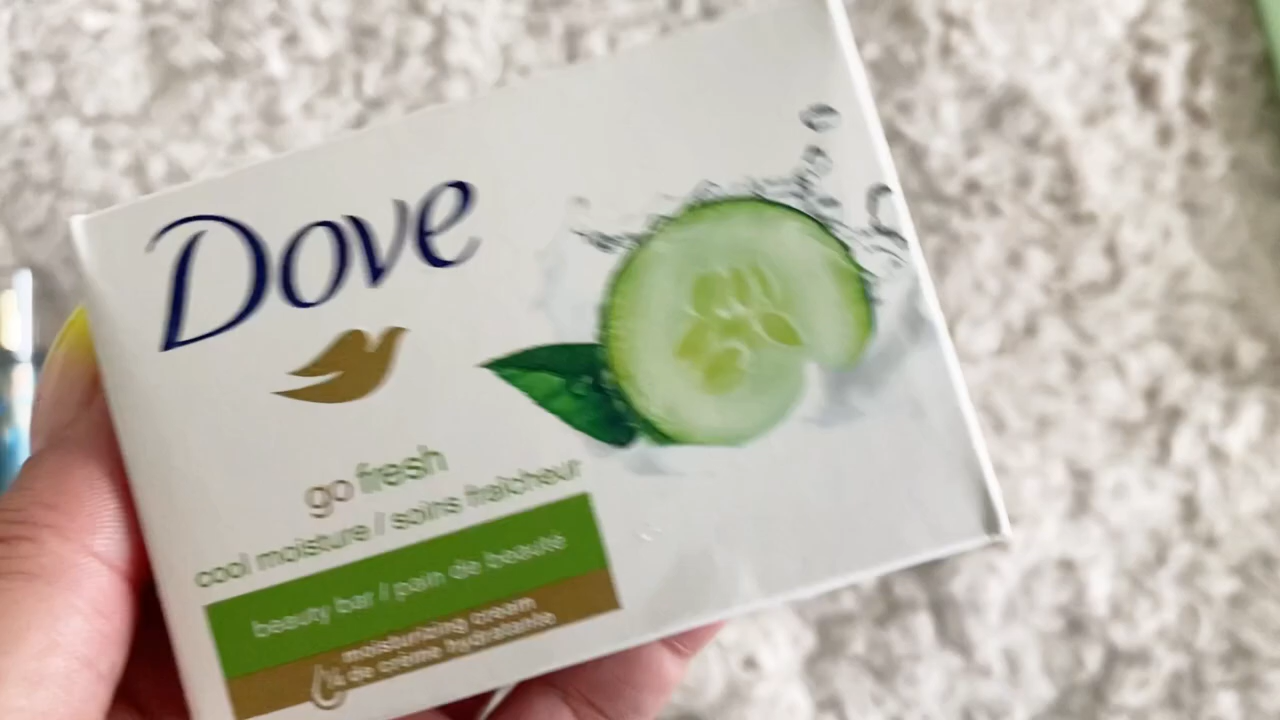 Dove
go fresh
cool moisture / soins fraîcheur
beauty bar / pain de beauté
moisturizing cream
¼ de crème hydratante